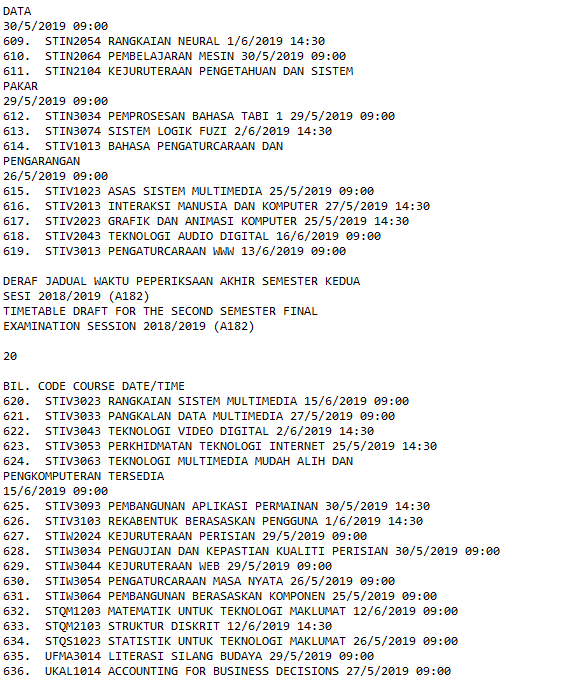 DATA
30/5/2019 09:00
609. STIN2054 RANGKAIAN NEURAL 1/6/2019 14:30
610. STIN2064 PEMBELAJARAN MESIN 30/5/2019 09:00
611. STIN2104 KEJURUTERAAN PENGETAHUAN DAN SISTEM
PAKAR
29/5/2019 09:00
612. STIN3034 PEMPROSESAN BAHASA TABI 1 29/5/2019 09:00
613. STIN3074 SISTEM LOGIK FUZI 2/6/2019 14:30
614. STIV1013 BAHASA PENGATURCARAAN DAN
PENGARANGAN
26/5/2019 09:00
615. STIV1023 ASAS SISTEM MULTIMEDIA 25/5/2019 09:00
616. STIV2013 INTERAKSI MANUSIA DAN KOMPUTER 27/5/2019 14:30
617. STIV2023 GRAFIK DAN ANIMASI KOMPUTER 25/5/2019 14:30
618. STIV2043 TEKNOLOGI AUDIO DIGITAL 16/6/2019 09:00
619. STIV3013 PENGATURCARAAN WWW 13/6/2019 09:00
DERAF JADUAL WAKTU PEPERIKSAAN AKHIR SEMESTER KEDUA
SESI 2018/2019 (A182)
TIMETABLE DRAFT FOR THE SECOND SEMESTER FINAL
EXAMINATION SESSION 2018/2019 (A182)
20
BIL. CODE COURSE DATE/TIME
620. STIV3023 RANGKAIAN SISTEM MULTIMEDIA 15/6/2019 09:00
621. STIV3033 PANGKALAN DATA MULTIMEDIA 27/5/2019 09:00
622. STIV3043 TEKNOLOGI VIDEO DIGITAL 2/6/2019 14:30
623. STIV3053 PERKHIDMATAN TEKNOLOGI INTERNET 25/5/2019 14:30
624. STIV3063 TEKNOLOGI MULTIMEDIA MUDAH ALIH DAN
PENGKOMPUTERAN TERSEDIA
15/6/2019 09:00
625. STIV3093 PEMBANGUNAN APLIKASI PERMAINAN 30/5/2019 14:30
626. STIV3103 REKABENTUK BERASASKAN PENGGUNA 1/6/2019 14:30
627. STIW2024 KEJURUTERAAN PERISIAN 29/5/2019 09:00
628. STIW3034 PENGUJIAN DAN KEPASTIAN KUALITI PERISIAN 30/5/2019 09:00
629. STIW3044 KEJURUTERAAN WEB 29/5/2019 09:00
630. STIW3054 PENGATURCARAAN MASA NYATA 26/5/2019 09:00
631. STIW3064 PEMBANGUNAN BERASASKAN KOMPONEN 25/5/2019 09:00
632. STQM1203 MATEMATIK UNTUK TEKNOLOGI MAKLUMAT 12/6/2019 09:00
633. STQM2103 STRUKTUR DISKRIT 12/6/2019 14:30
634. STQS1023 STATISTIK UNTUK TEKNOLOGI MAKLUMAT 26/5/2019 09:00
635. UFMA3014 LITERASI SILANG BUDAYA 29/5/2019 09:00
636. UKAL1014 ACCOUNTING FOR BUSINESS DECISIONS 27/5/2019 09:00